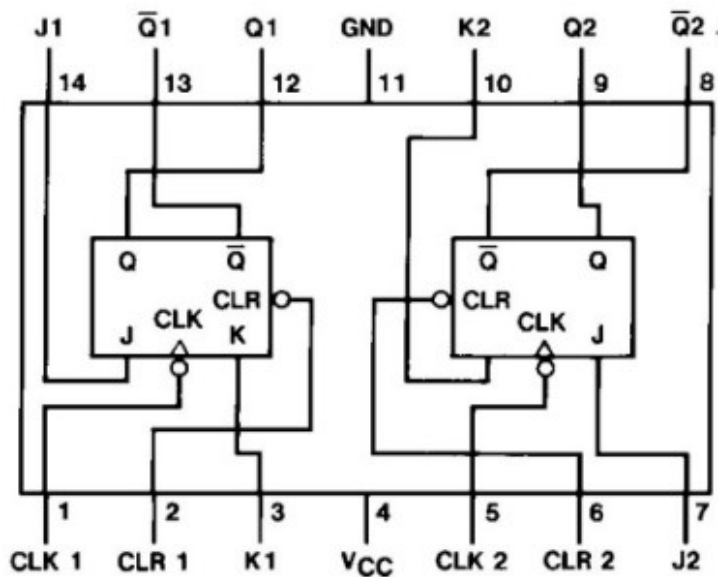 J1 Q̅1 Q1 GND K2 Q2 Q̅2
14 13 12 11 10 9 8
Q Q̅ Q̅ Q
CLR CLR
CLK CLK
J K J
1 2 3 4 5 6 7
CLK 1 CLR 1 K1 VCC CLK 2 CLR 2 J2